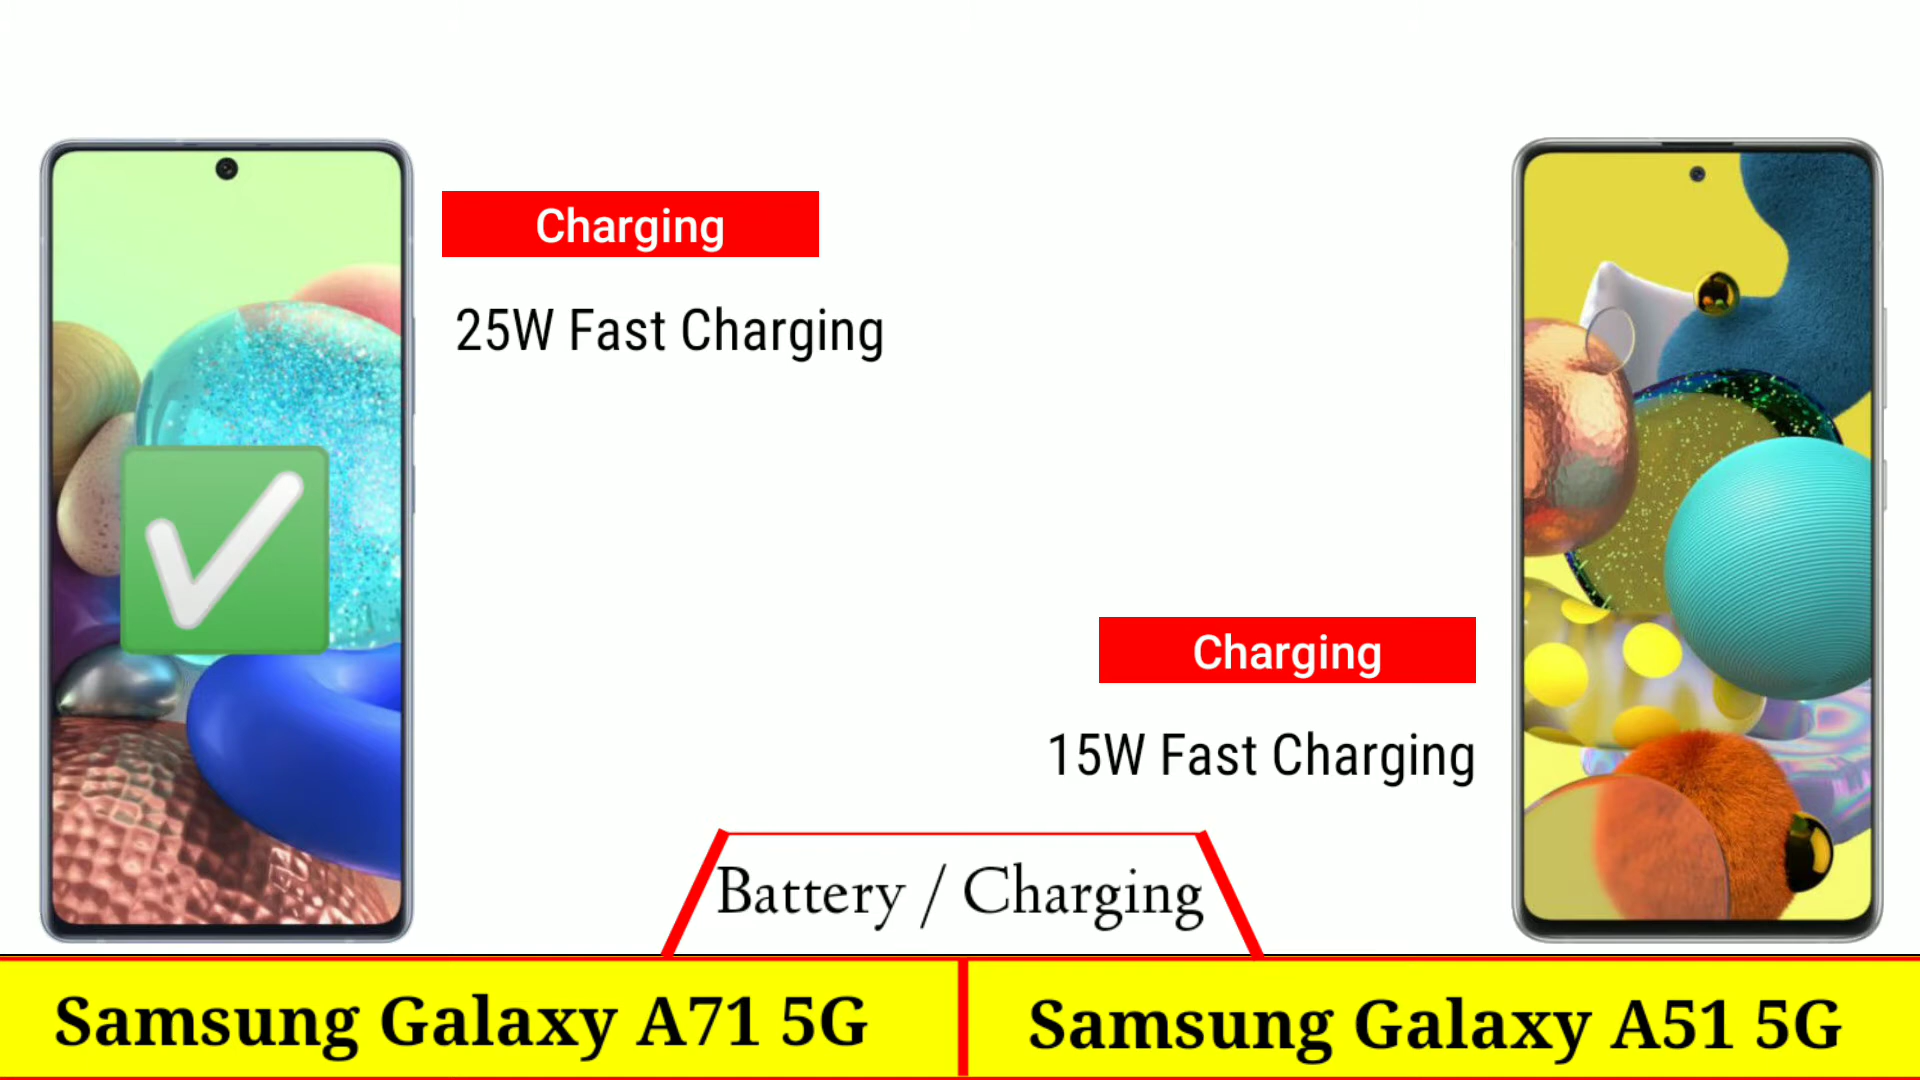 Charging
25W Fast Charging
Charging
15W Fast Charging
Battery / Charging
Samsung Galaxy A71 5G
Samsung Galaxy A51 5G